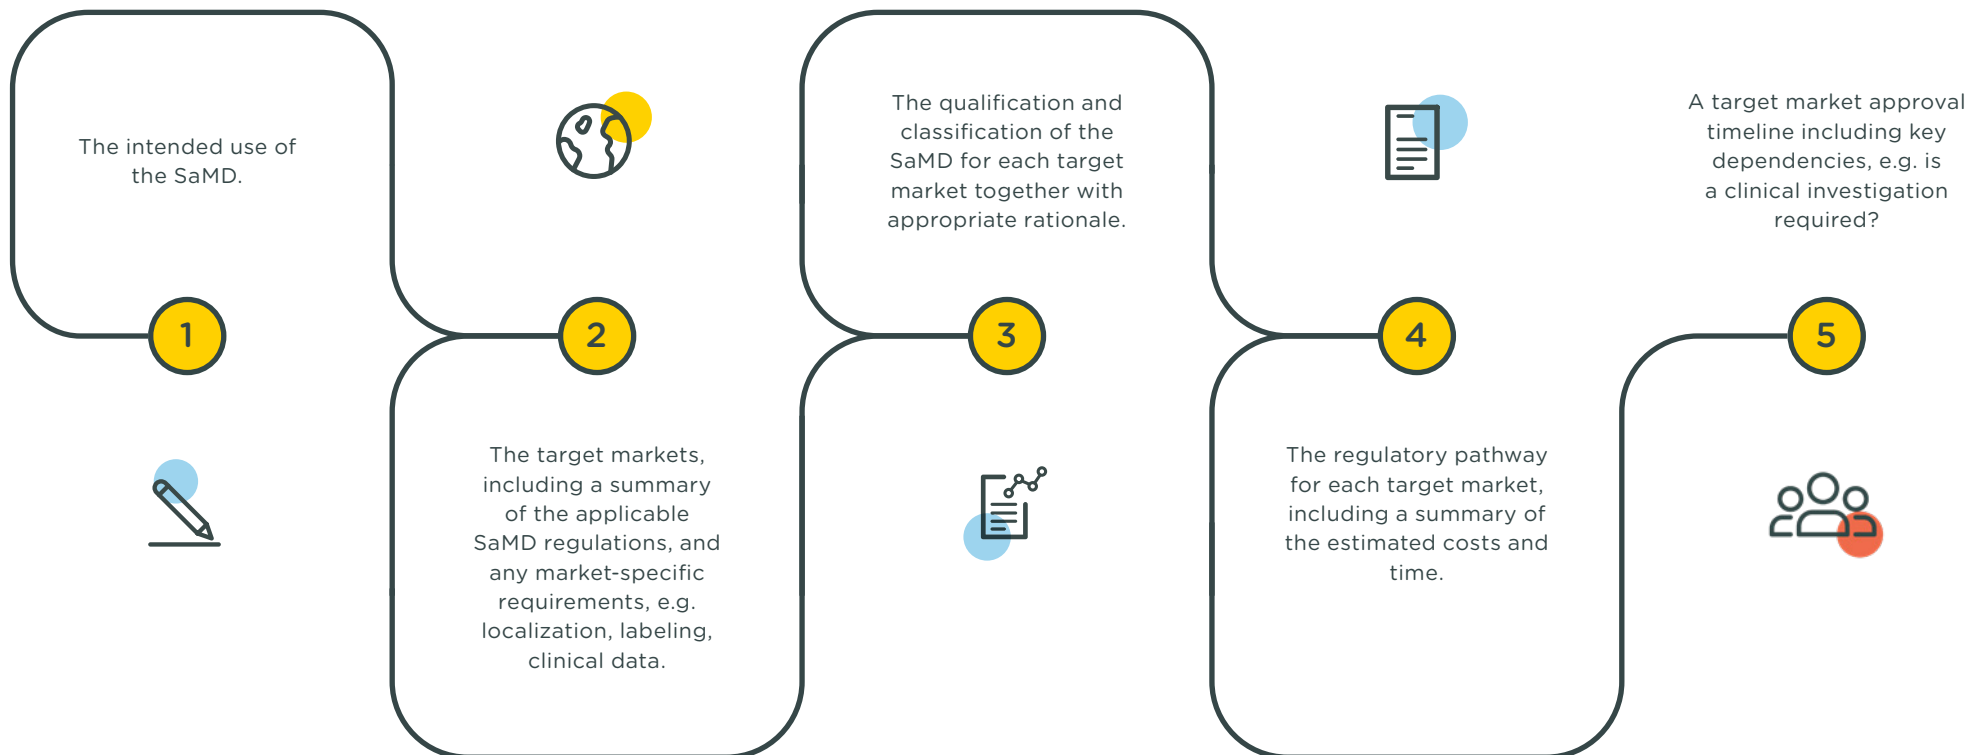 The intended use of
the SaMD.
1
2
The target markets,
including a summary
of the applicable
SaMD regulations, and
any market-specific
requirements, e.g.
localization, labeling,
clinical data.
The qualification and
classification of the
SaMD for each target
market together with
appropriate rationale.
3
4
The regulatory pathway
for each target market,
including a summary of
the estimated costs and
time.
A target market approval
timeline including key
dependencies, e.g. is
a clinical investigation
required?
5